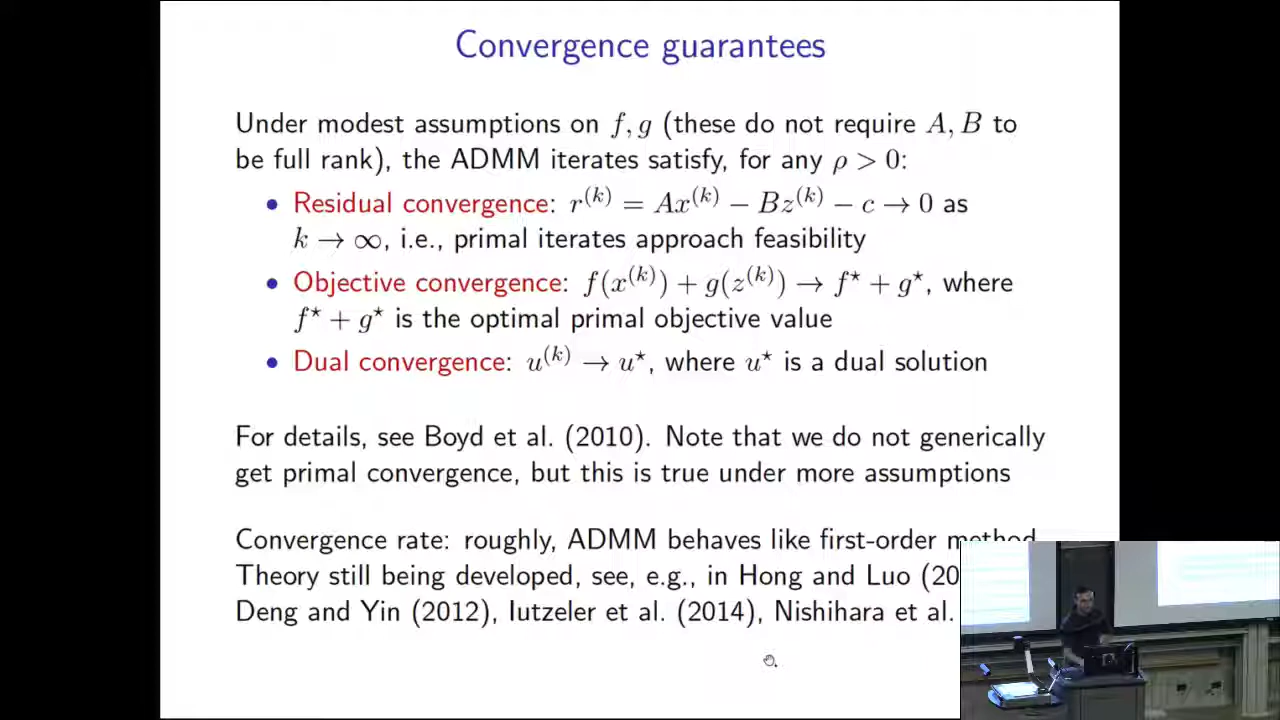 Convergence guarantees
Under modest assumptions on f, g (these do not require A, B to
be full rank), the ADMM iterates satisfy, for any ρ > 0:
• Residual convergence: r^(k) = Ax^(k) − Bz^(k) − c → 0 as
k → ∞, i.e., primal iterates approach feasibility
• Objective convergence: f(x^(k)) + g(z^(k)) → f⋆ + g⋆, where
f⋆ + g⋆ is the optimal primal objective value
• Dual convergence: u^(k) → u⋆, where u⋆ is a dual solution
For details, see Boyd et al. (2010). Note that we do not generically
get primal convergence, but this is true under more assumptions
Convergence rate: roughly, ADMM behaves like first-order method
Theory still being developed, see, e.g., in Hong and Luo (20
Deng and Yin (2012), Iutzeler et al. (2014), Nishihara et al.